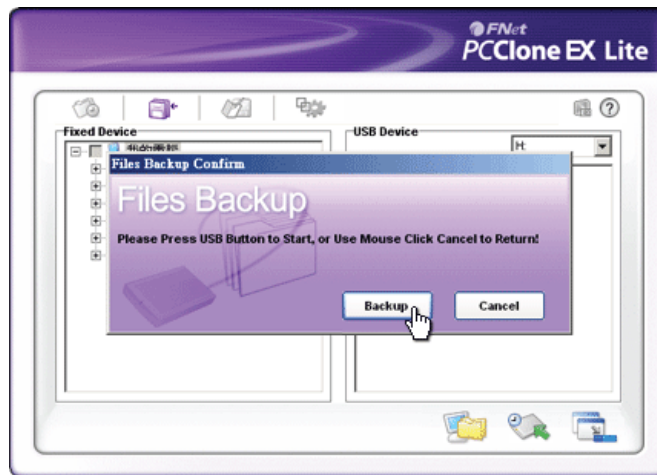 FNet
PCClone EX Lite
Fixed Device
USB Device
H:
Files Backup Confirm
Files Backup
Please Press USB Button to Start, or Use Mouse Click Cancel to Return!
Backup
Cancel